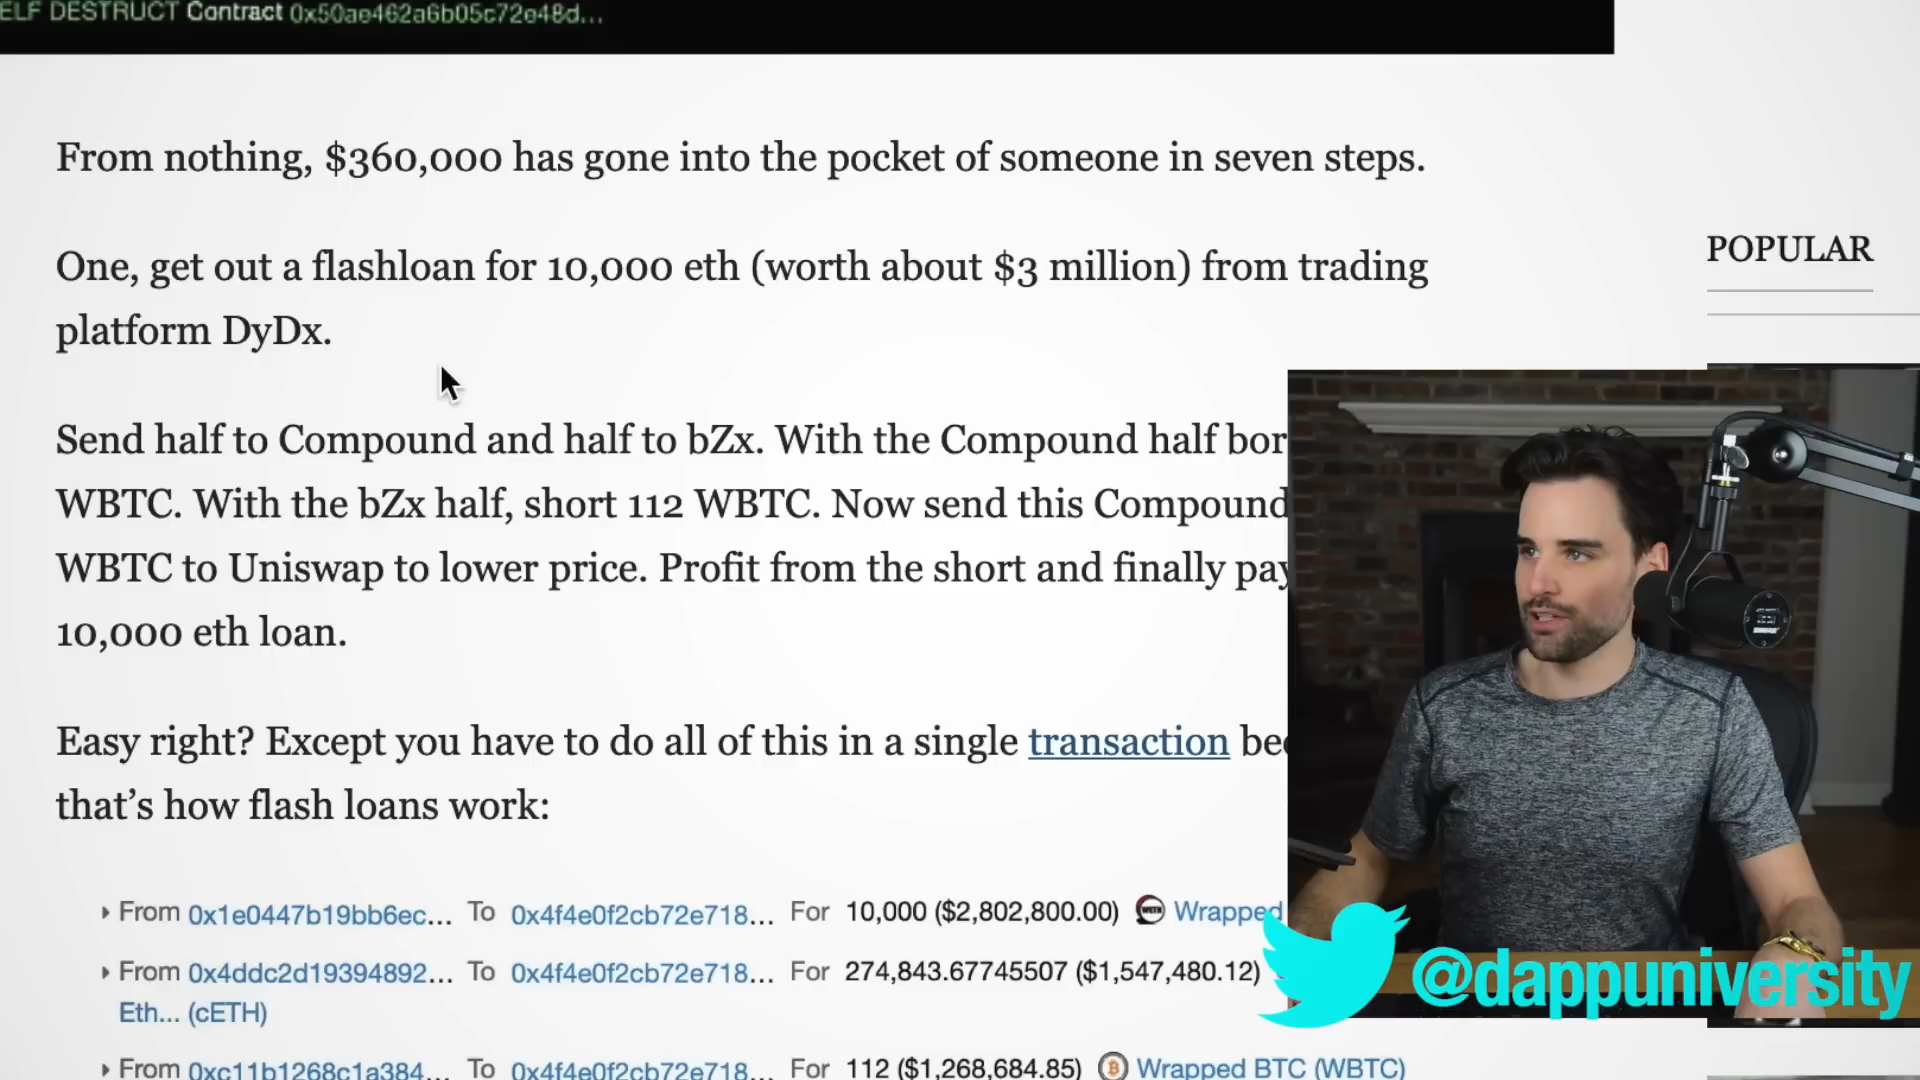 ELF DESTRUCT Contract 0x50ae462a6b05c72e48d...
From nothing, $360,000 has gone into the pocket of someone in seven steps.
One, get out a flashloan for 10,000 eth (worth about $3 million) from trading
platform DyDx.
Send half to Compound and half to bZx. With the Compound half bor
WBTC. With the bZx half, short 112 WBTC. Now send this Compound
WBTC to Uniswap to lower price. Profit from the short and finally pay
10,000 eth loan.
Easy right? Except you have to do all of this in a single transaction bec
that's how flash loans work:
From 0x1e0447b19bb6ec... To 0x4f4e0f2cb72e718... For 10,000 ($2,802,800.00) Wrapped
From 0x4ddc2d19394892... To 0x4f4e0f2cb72e718... For 274,843.67745507 ($1,547,480.12)
Eth... (cETH)
From 0xc11b1268c1a384... To 0x4f4e0f2cb72e718... For 112 ($1,268,684.85) Wrapped BTC (WBTC)
POPULAR
@dappuniversity